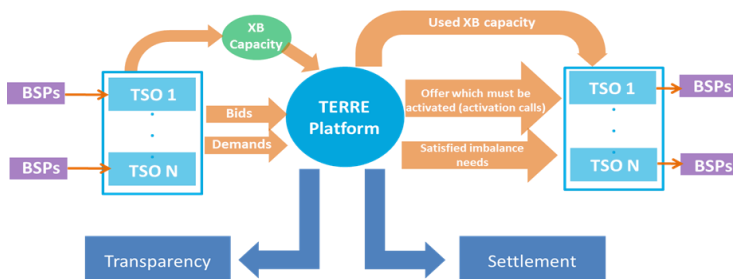 XB
Capacity
Used XB capacity
BSPs
TSO 1
Bids
Demands
BSPs
TSO N
TERRE
Platform
Offer which must be
activated (activation calls)
Satisfied imbalance
needs
TSO 1
BSPs
TSO N
BSPs
Transparency
Settlement